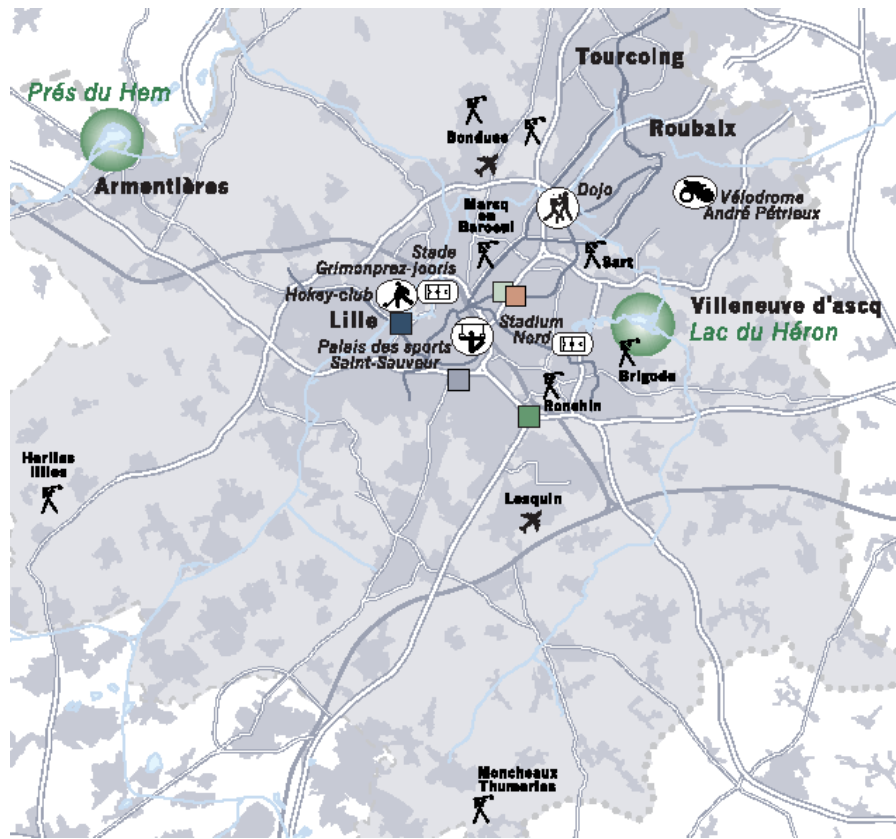 Tourcoing
Prés du Hem
Roubaix
Bondues
Armentières
Dojo
Vélodrome
André Pétrieux
Marcq
en
Baroeul
Stade
Grimonprez-jooris
Sart
Hokey-club
Villeneuve d'ascq
Lille
Stadium
Nord
Lac du Héron
Palais des sports
Saint-Sauveur
Brigode
Ronchin
Herlies
Illies
Lesquin
Moncheaux
Thumeries